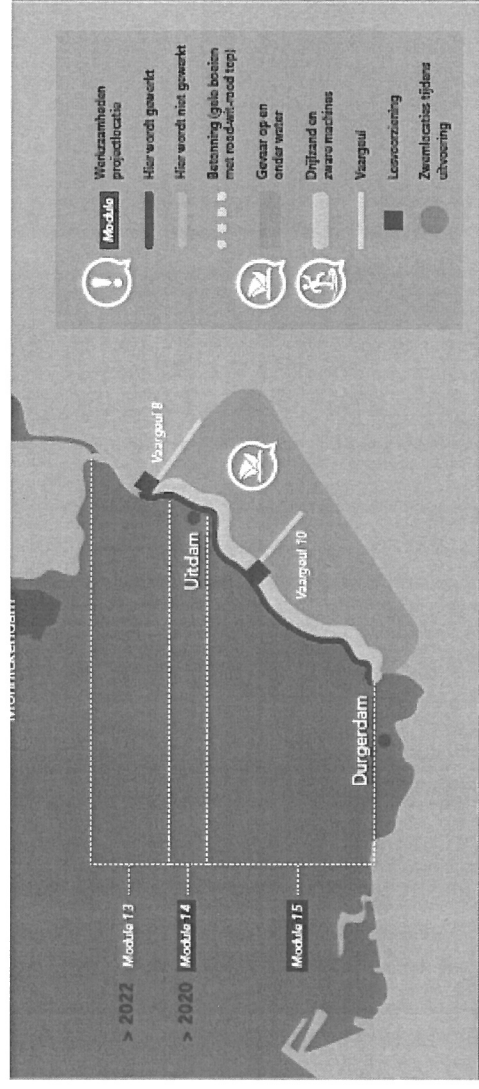 > 2022 Module 13
> 2020 Module 14
Module 15
Vaargeul 8
Uitdam
Vaargeul 10
Durgerdam
Module
Werkzaamheden
projectlocatie
Hier wordt gewerkt
Hier wordt niet gewerkt
Betonning (gele boeien
met rood-wit-rood top)
Gevaar op en
onder water
Drijfzand en
zware machines
Vaargeul
Losvoorziening
Zwemlocaties tijdens
uitvoering